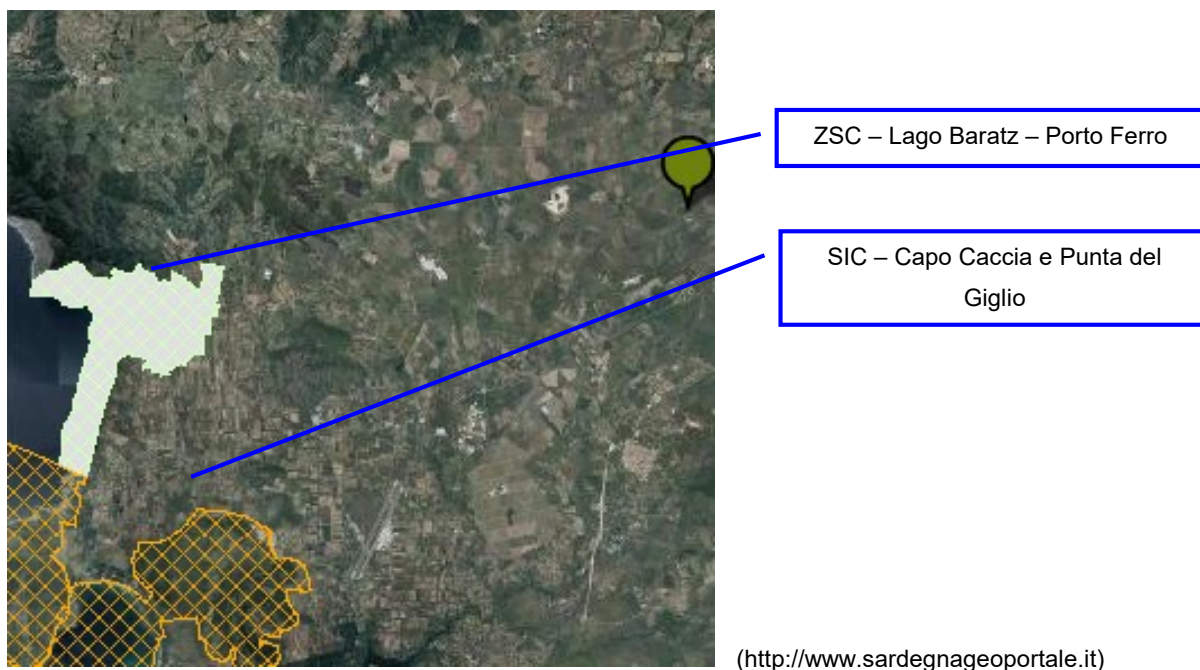 ZSC – Lago Baratz – Porto Ferro
SIC – Capo Caccia e Punta del
Giglio
(http://www.sardegnageoportale.it)